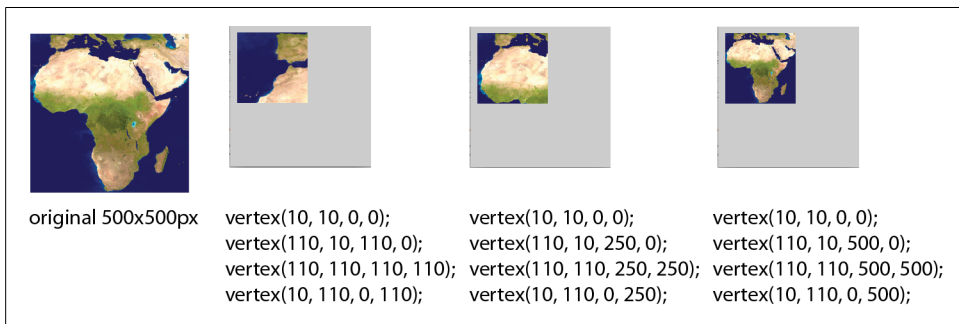 original 500x500px
vertex(10, 10, 0, 0);
vertex(110, 10, 110, 0);
vertex(110, 110, 110, 110);
vertex(10, 110, 0, 110);
vertex(10, 10, 0, 0);
vertex(110, 10, 250, 0);
vertex(110, 110, 250, 250);
vertex(10, 110, 0, 250);
vertex(10, 10, 0, 0);
vertex(110, 10, 500, 0);
vertex(110, 110, 500, 500);
vertex(10, 110, 0, 500);